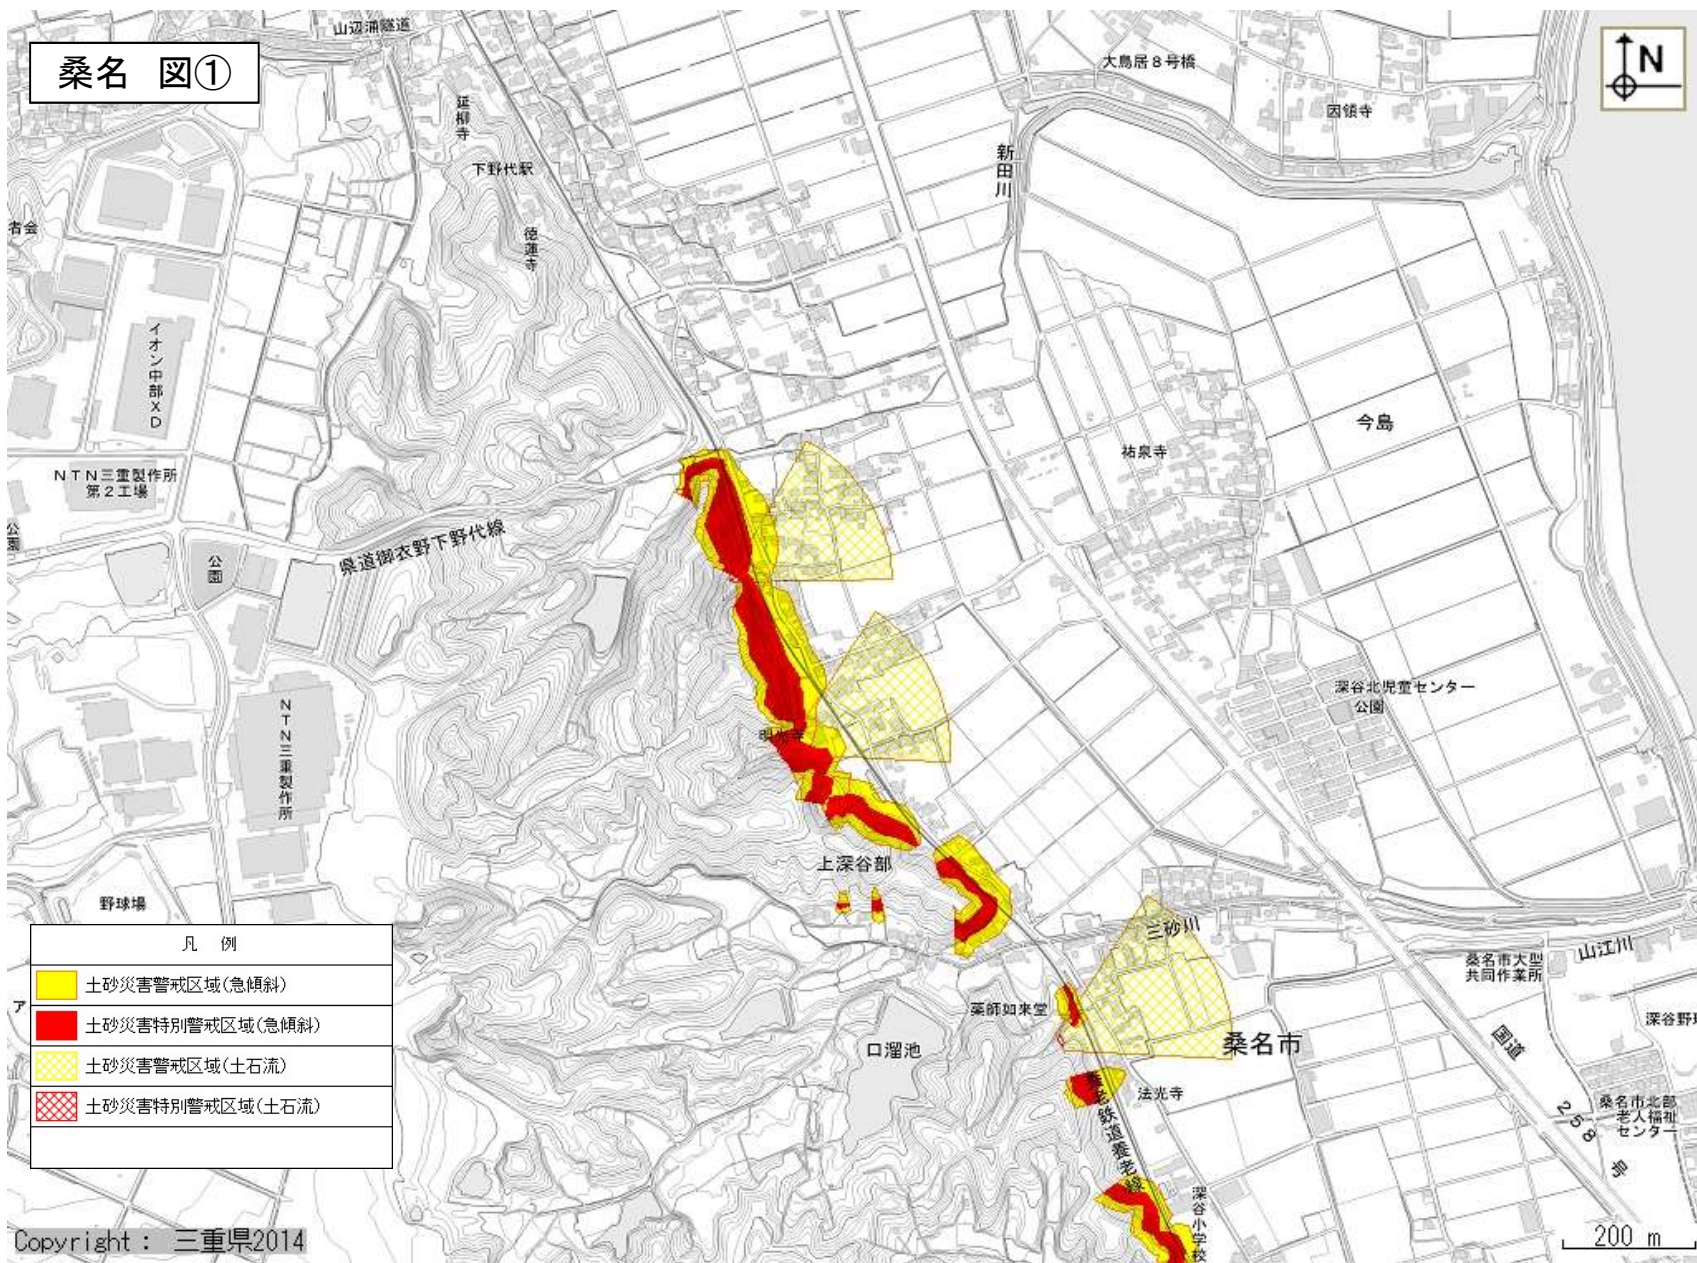 桑名 図①
山辺涌隧道
延柳寺
下野代駅
徳蓮寺
者会
イオン中部XD
NTN三重製作所
第2工場
公園
公園
県道御衣野下野代線
NTN三重製作所
野球場
大鳥居8号橋
因領寺
新田川
N
今島
祐泉寺
深谷北児童センター
公園
明光寺
上深谷部
三砂川
山江川
桑名市大型
共同作業所
薬師如来堂
口溜池
桑名市
国道
258号
深谷野球
法光寺
桑名市北部
老人福祉
センター
養老鉄道養老線
深谷小学校
ア
凡 例
土砂災害警戒区域(急傾斜)
土砂災害特別警戒区域(急傾斜)
土砂災害警戒区域(土石流)
土砂災害特別警戒区域(土石流)
Copyright : 三重県2014
200 m